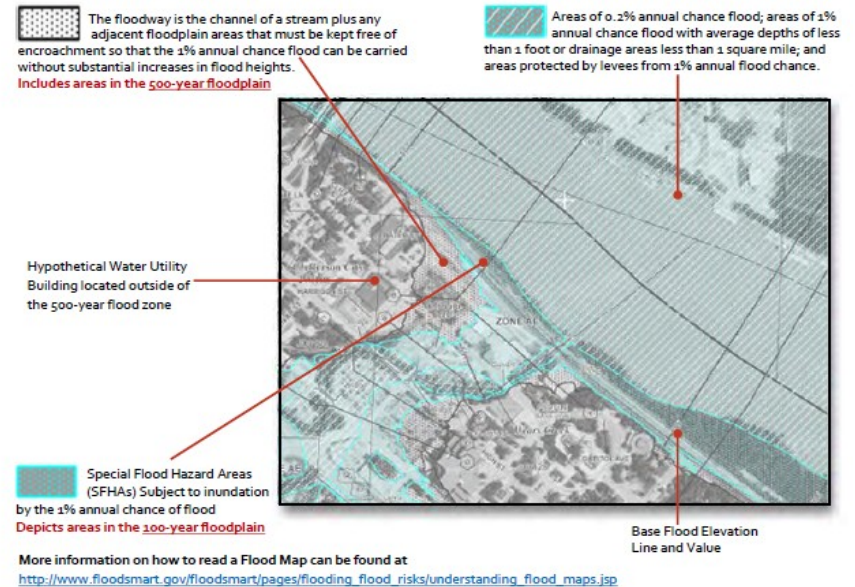 The floodway is the channel of a stream plus any
adjacent floodplain areas that must be kept free of
encroachment so that the 1% annual chance flood can be carried
without substantial increases in flood heights.
Includes areas in the 500-year floodplain
Areas of 0.2% annual chance flood; areas of 1%
annual chance flood with average depths of less
than 1 foot or drainage areas less than 1 square mile; and
areas protected by levees from 1% annual flood chance.
Hypothetical Water Utility
Building located outside of
the 500-year flood zone
ZONE AE
Special Flood Hazard Areas
(SFHAs) Subject to inundation
by the 1% annual chance of flood
Depicts areas in the 100-year floodplain
Base Flood Elevation
Line and Value
More information on how to read a Flood Map can be found at
http://www.floodsmart.gov/floodsmart/pages/flooding_flood_risks/understanding_flood_maps.jsp